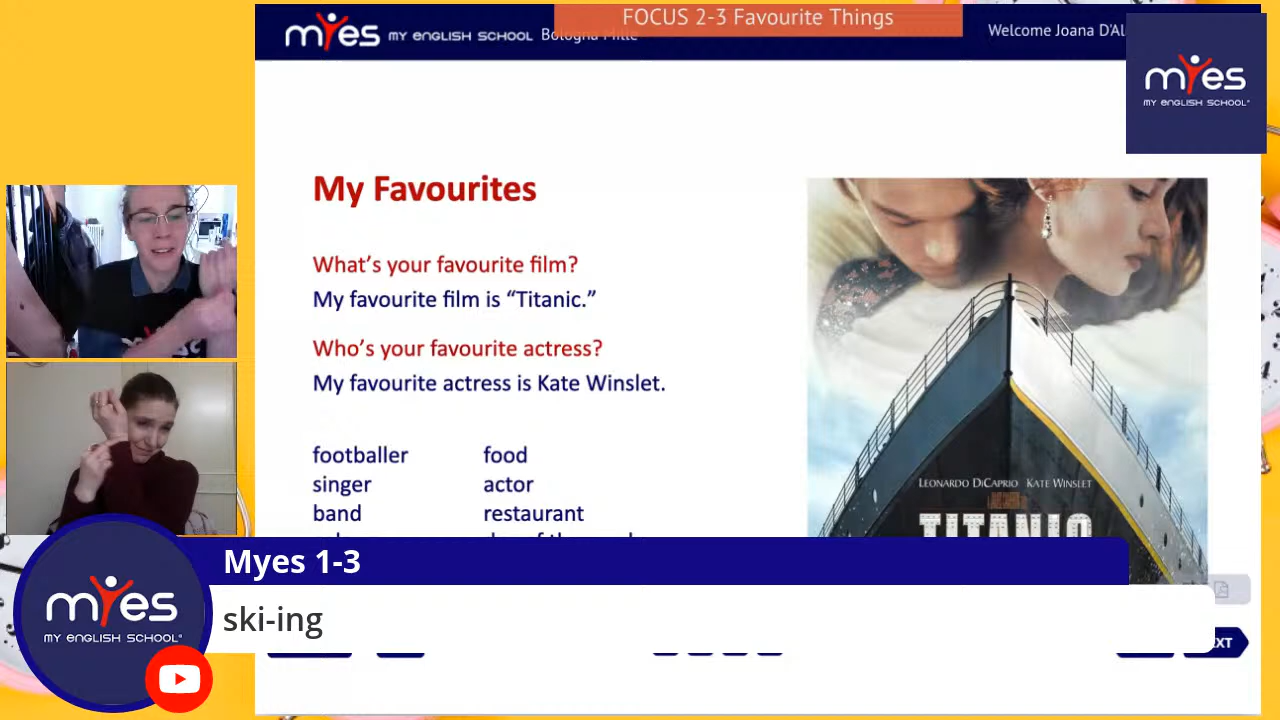 FOCUS 2-3 Favourite Things
myes MY ENGLISH SCHOOL Bologna Mille
Welcome Joana
myes
MY ENGLISH SCHOOL
My Favourites
What's your favourite film?
My favourite film is “Titanic.”
Who's your favourite actress?
My favourite actress is Kate Winslet.
footballer food
singer actor
band restaurant
LEONARDO DICAPRIO KATE WINSLET
TITANIC
Myes 1-3
ski-ing
myes
MY ENGLISH SCHOOL